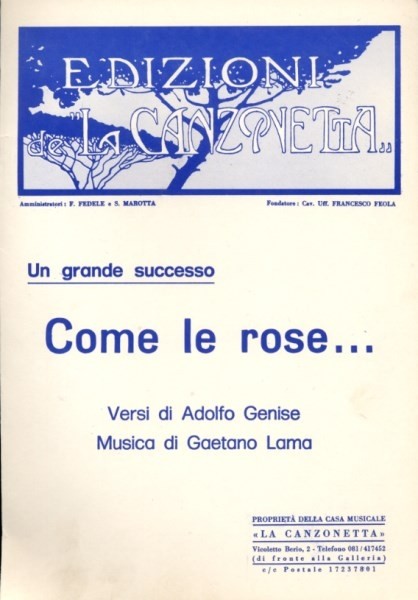 EDIZIONI
de "LA CANZONETTA"
Amministratori : F. FEDELE e S. MAROTTA
Fondatore : Cav. Uff. FRANCESCO FEOLA
Un grande successo
Come le rose...
Versi di Adolfo Genise
Musica di Gaetano Lama
PROPRIETÀ DELLA CASA MUSICALE
«LA CANZONETTA»
Vicoletto Berio, 2 - Telefono 081/417452
(di fronte alla Galleria)
c/c Postale 17237801